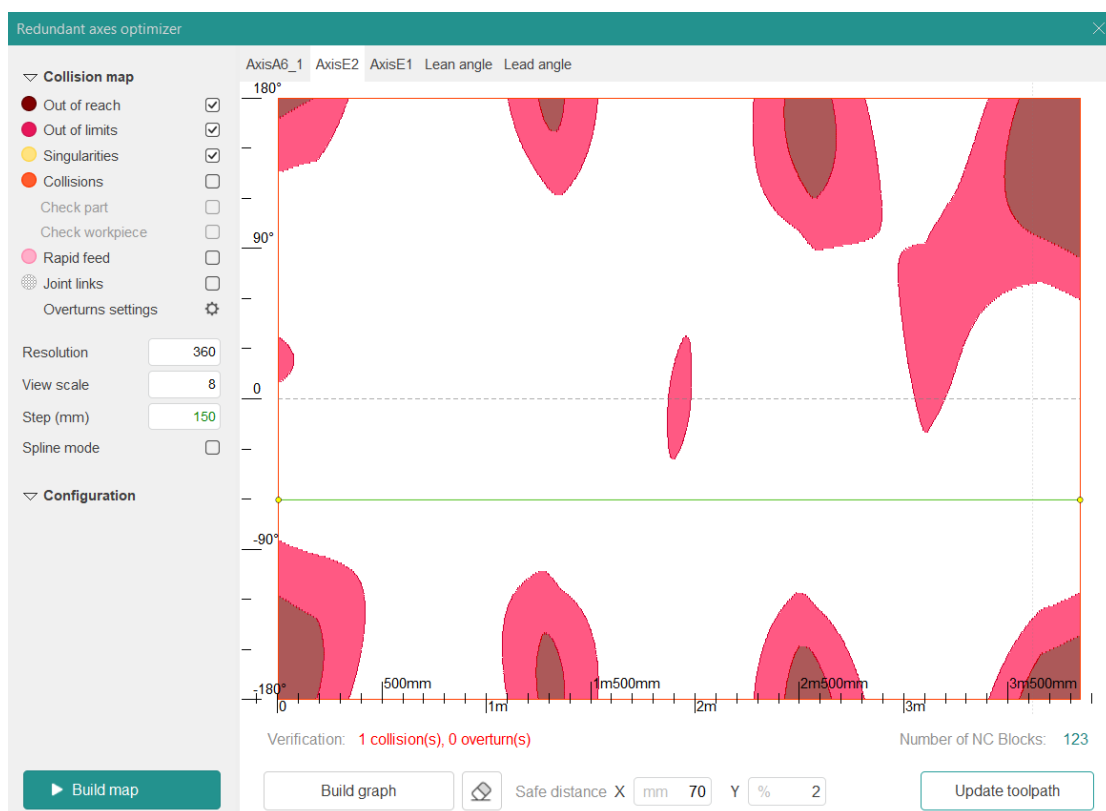 Redundant axes optimizer
Collision map
Out of reach
Out of limits
Singularities
Collisions
Check part
Check workpiece
Rapid feed
Joint links
Overturns settings
Resolution 360
View scale 8
Step (mm) 150
Spline mode
Configuration
Build map
AxisA6_1 AxisE2 AxisE1 Lean angle Lead angle
180°
90°
0
-90°
-180°
500mm 1m500mm 2m500mm 3m500mm
0 1m 2m 3m
Verification: 1 collision(s), 0 overturn(s) Number of NC Blocks: 123
Build graph Safe distance X mm 70 Y % 2 Update toolpath